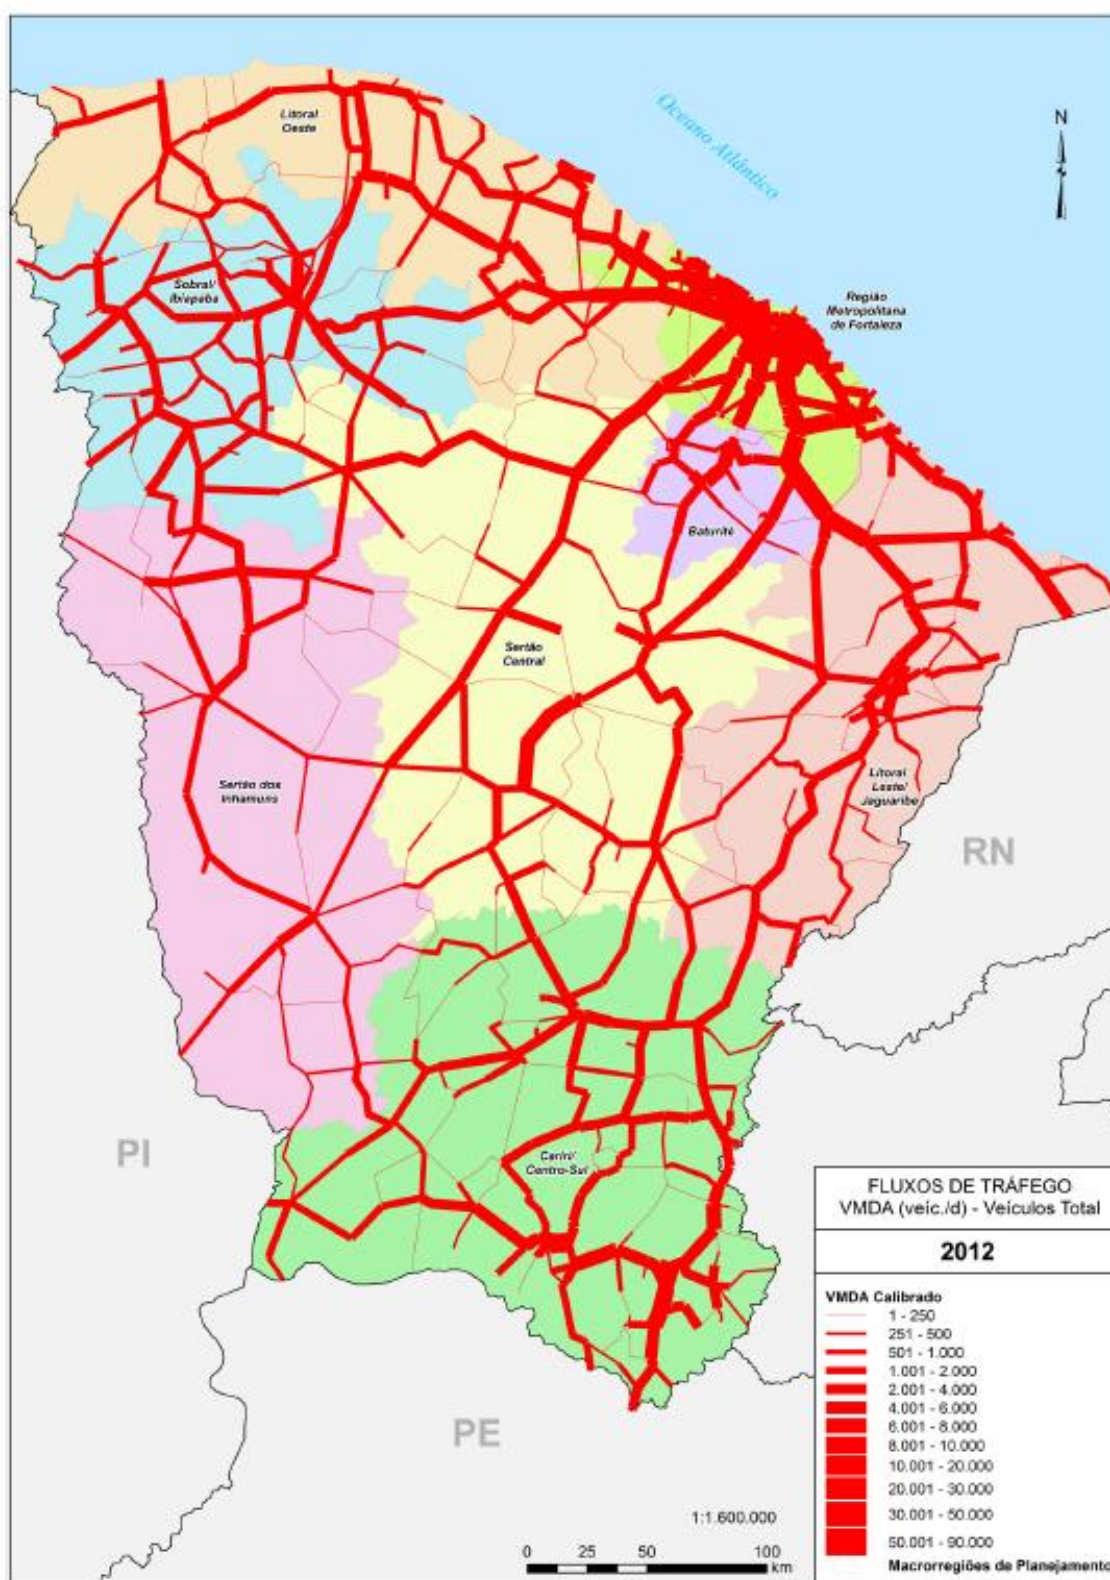 Oceano Atlântico
N
Litoral
Oeste
Sobral/
Ibiapaba
Região
Metropolitana
de Fortaleza
Baturité
Sertão
Central
Sertão dos
Inhamuns
Litoral
Leste/
Jaguaribe
RN
Cariri/
Centro-Sul
PI
PE
FLUXOS DE TRÁFEGO
VMDA (veic./d) - Veículos Total
2012
VMDA Calibrado
1 - 250
251 - 500
501 - 1.000
1.001 - 2.000
2.001 - 4.000
4.001 - 6.000
6.001 - 8.000
8.001 - 10.000
10.001 - 20.000
20.001 - 30.000
30.001 - 50.000
50.001 - 90.000
Macrorregiões de Planejamento
1:1.600.000
0 25 50 100
km